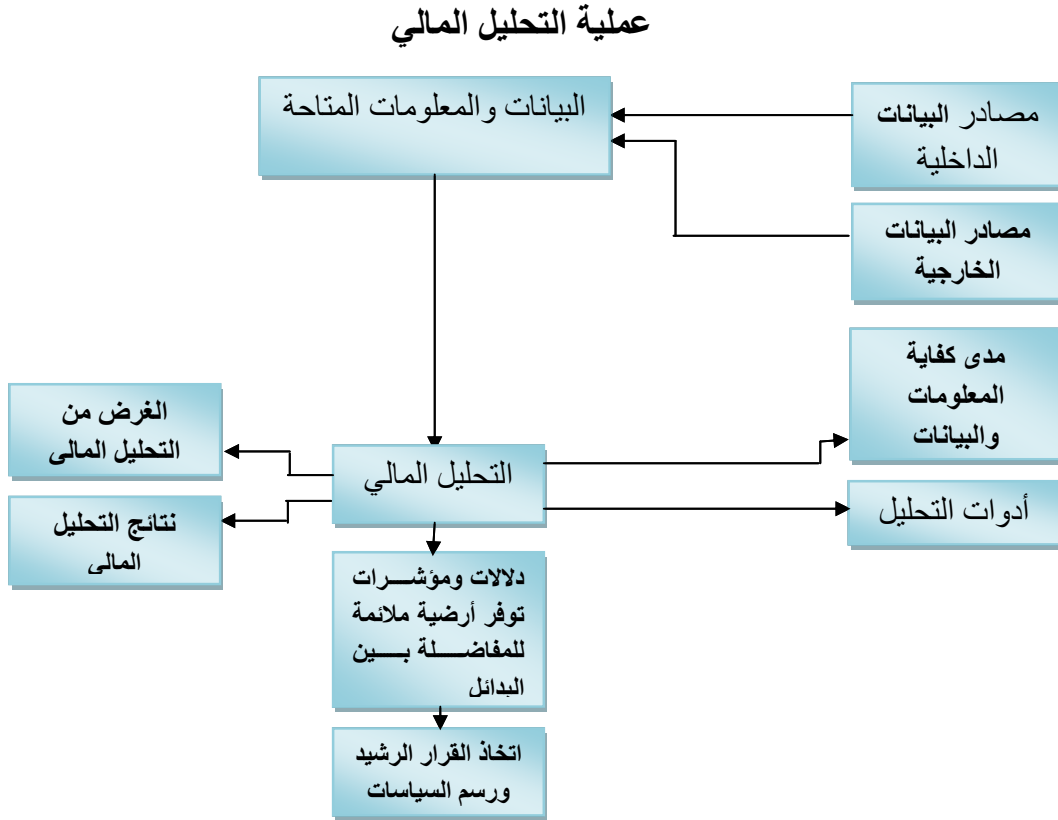 عملية التحليل المالي
البيانات والمعلومات المتاحة
مصادر البيانات
الداخلية
مصادر البيانات
الخارجية
مدى كفاية
المعلومات
والبيانات
الغرض من
التحليل المالى
التحليل المالي
أدوات التحليل
نتائج التحليل
المالى
دلالات ومؤشـــرات
توفر أرضية ملائمة
للمفاضــلة بـــين
البدائل
اتخاذ القرار الرشيد
ورسم السياسات